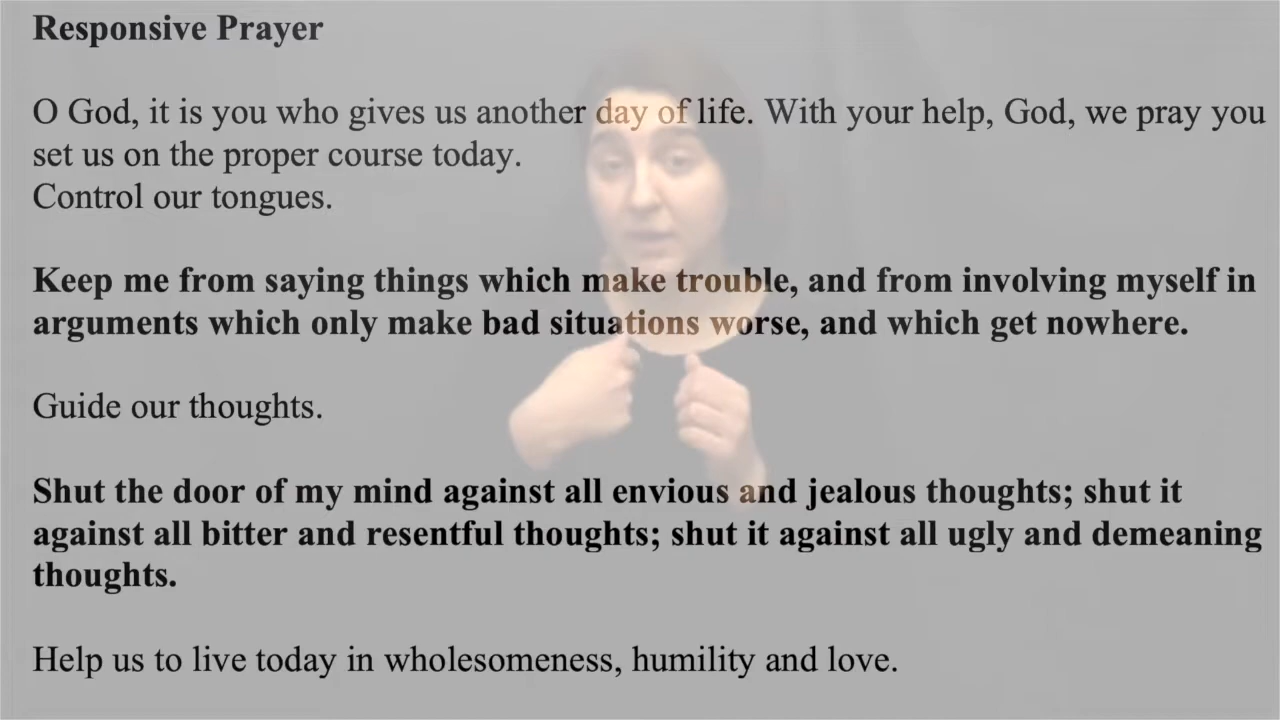 Responsive Prayer
O God, it is you who gives us another day of life. With your help, God, we pray you
set us on the proper course today.
Control our tongues.
Keep me from saying things which make trouble, and from involving myself in
arguments which only make bad situations worse, and which get nowhere.
Guide our thoughts.
Shut the door of my mind against all envious and jealous thoughts; shut it
against all bitter and resentful thoughts; shut it against all ugly and demeaning
thoughts.
Help us to live today in wholesomeness, humility and love.